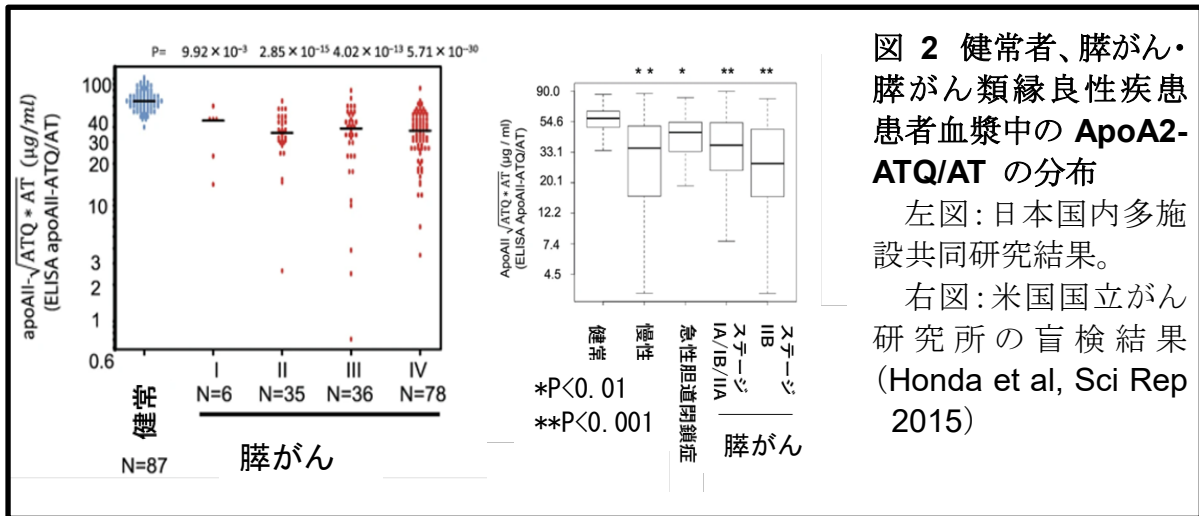 P= 9.92×10⁻³ 2.85×10⁻¹⁵ 4.02×10⁻¹³ 5.71×10⁻³⁰
apoAII-√ATQ*AT (μg/ml)
(ELISA apoAII-ATQ/AT)
100
40
30
20
10
3
2
1
0.6
健常
N=87
I II III IV
N=6 N=35 N=36 N=78
膵がん
** * ** **
ApoAII √ATQ*AT (μg/ml)
(ELISA ApoAII-ATQ/AT)
90.0
54.6
33.1
20.1
12.2
7.4
4.5
健常
慢性
急性胆道閉鎖症
ステージ
IA/IB/IIA
ステージ
IIB
*P<0.01
**P<0.001
膵がん
図 2 健常者、膵がん・
膵がん類縁良性疾患
患者血漿中の ApoA2-
ATQ/AT の分布
左図:日本国内多施
設共同研究結果。
右図:米国国立がん
研究所の盲検結果
(Honda et al, Sci Rep
2015)